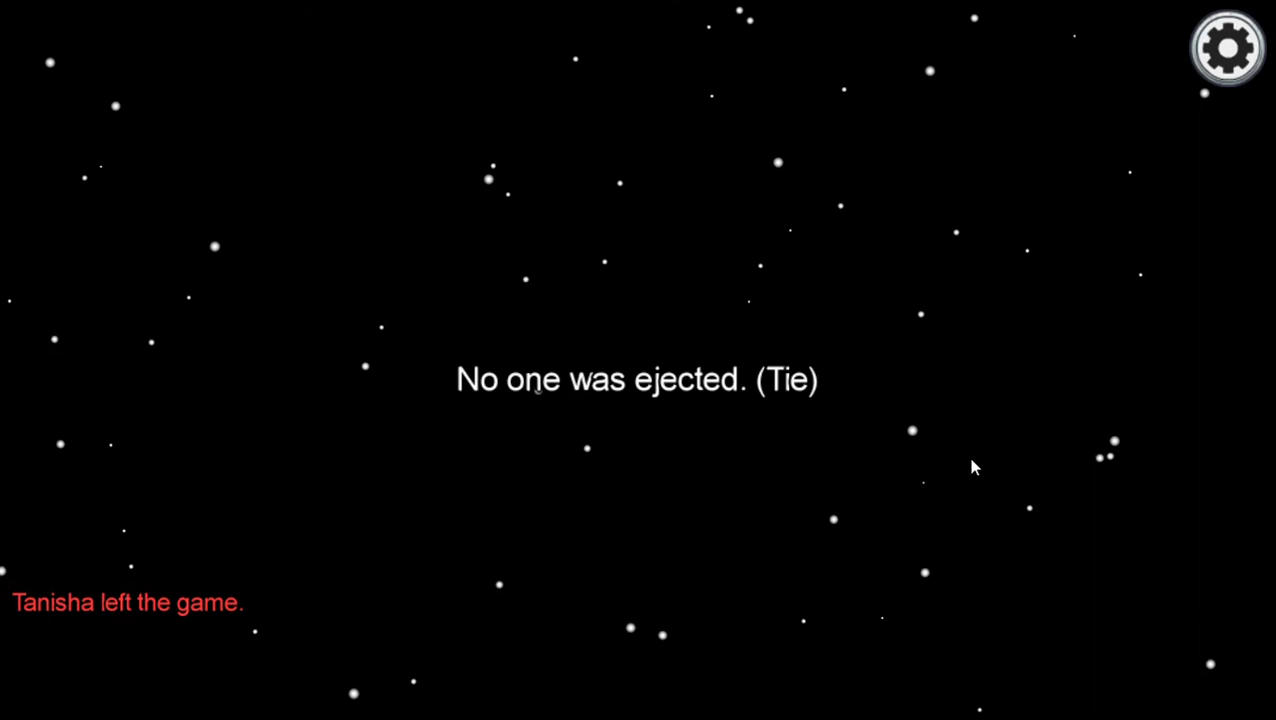 No one was ejected. (Tie)
Tanisha left the game.